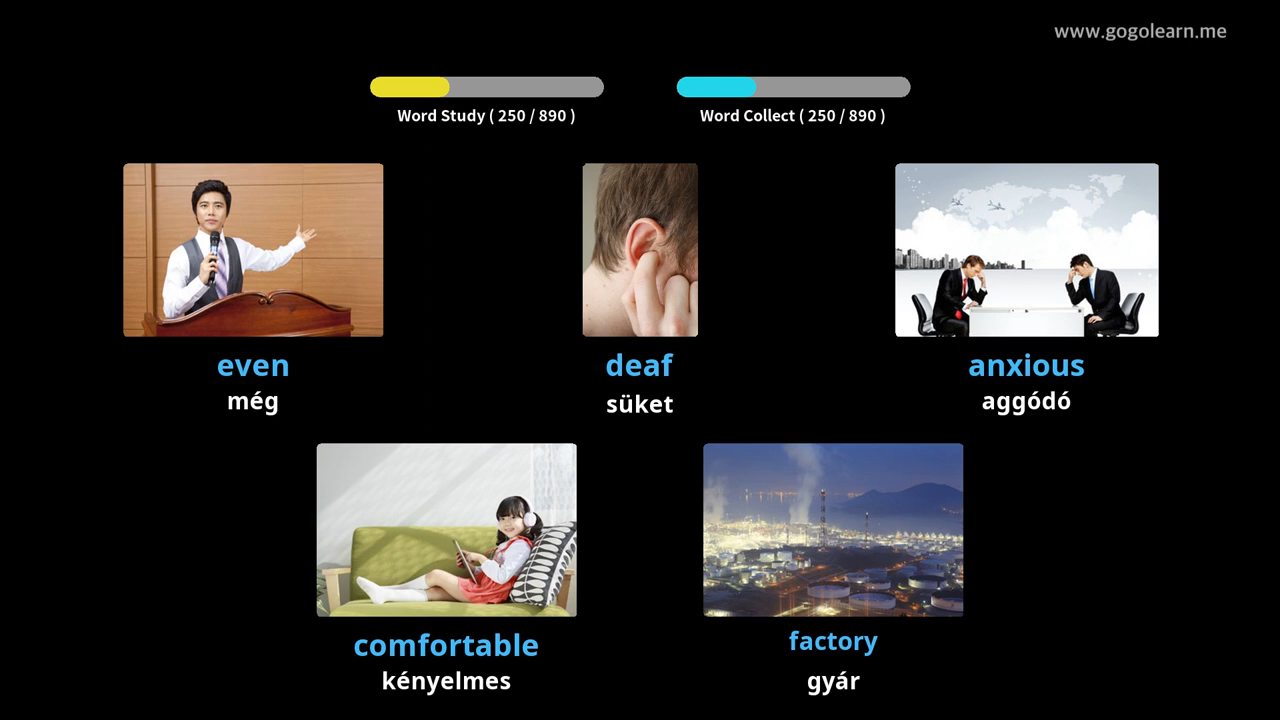 www.gogolearn.me
Word Study ( 250 / 890 )
Word Collect ( 250 / 890 )
even
még
deaf
süket
anxious
aggódó
comfortable
kényelmes
factory
gyár